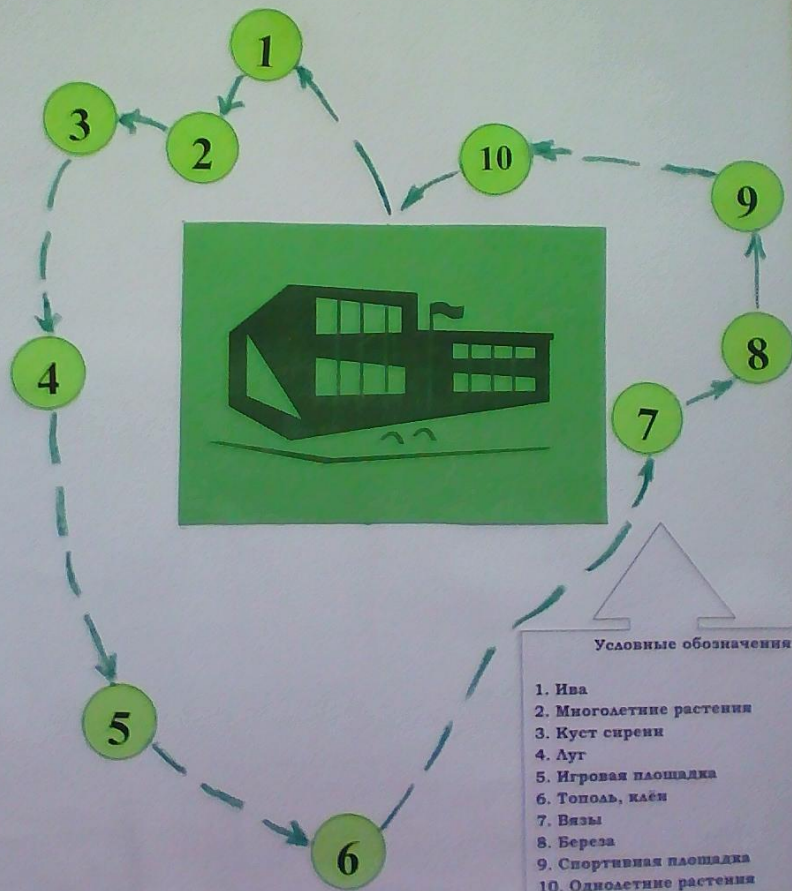 1
3
2
10
9
4
8
7
5
6
Условные обозначения
1. Ива
2. Многолетние растения
3. Куст сирени
4. Луг
5. Игровая площадка
6. Тополь, клён
7. Вязы
8. Береза
9. Спортивная площадка
10. Однолетние растения